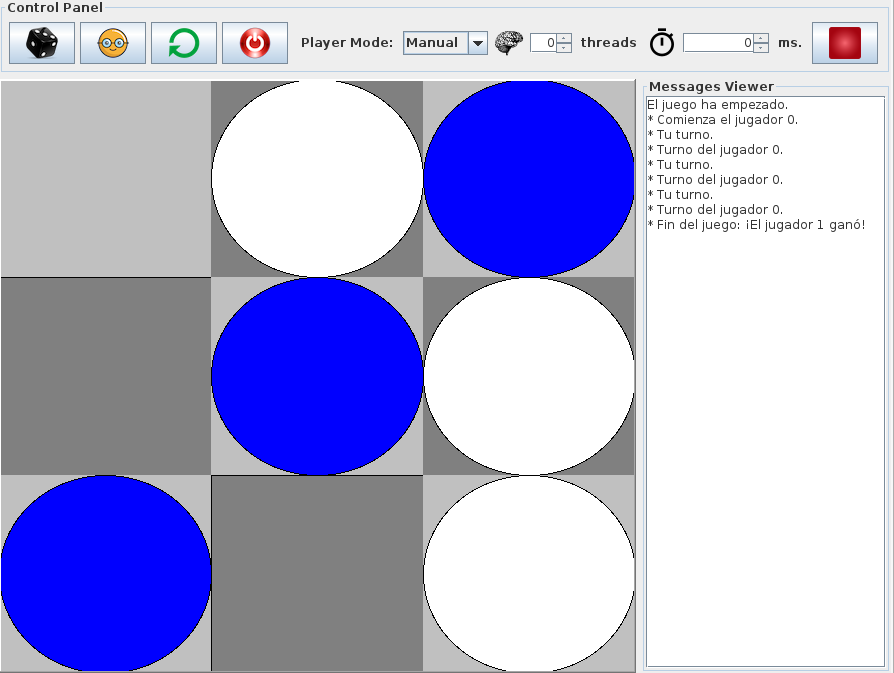 Control Panel
Player Mode: Manual 0 threads 0 ms.
Messages Viewer
El juego ha empezado.
* Comienza el jugador 0.
* Tu turno.
* Turno del jugador 0.
* Tu turno.
* Turno del jugador 0.
* Tu turno.
* Turno del jugador 0.
* Fin del juego: ¡El jugador 1 ganó!